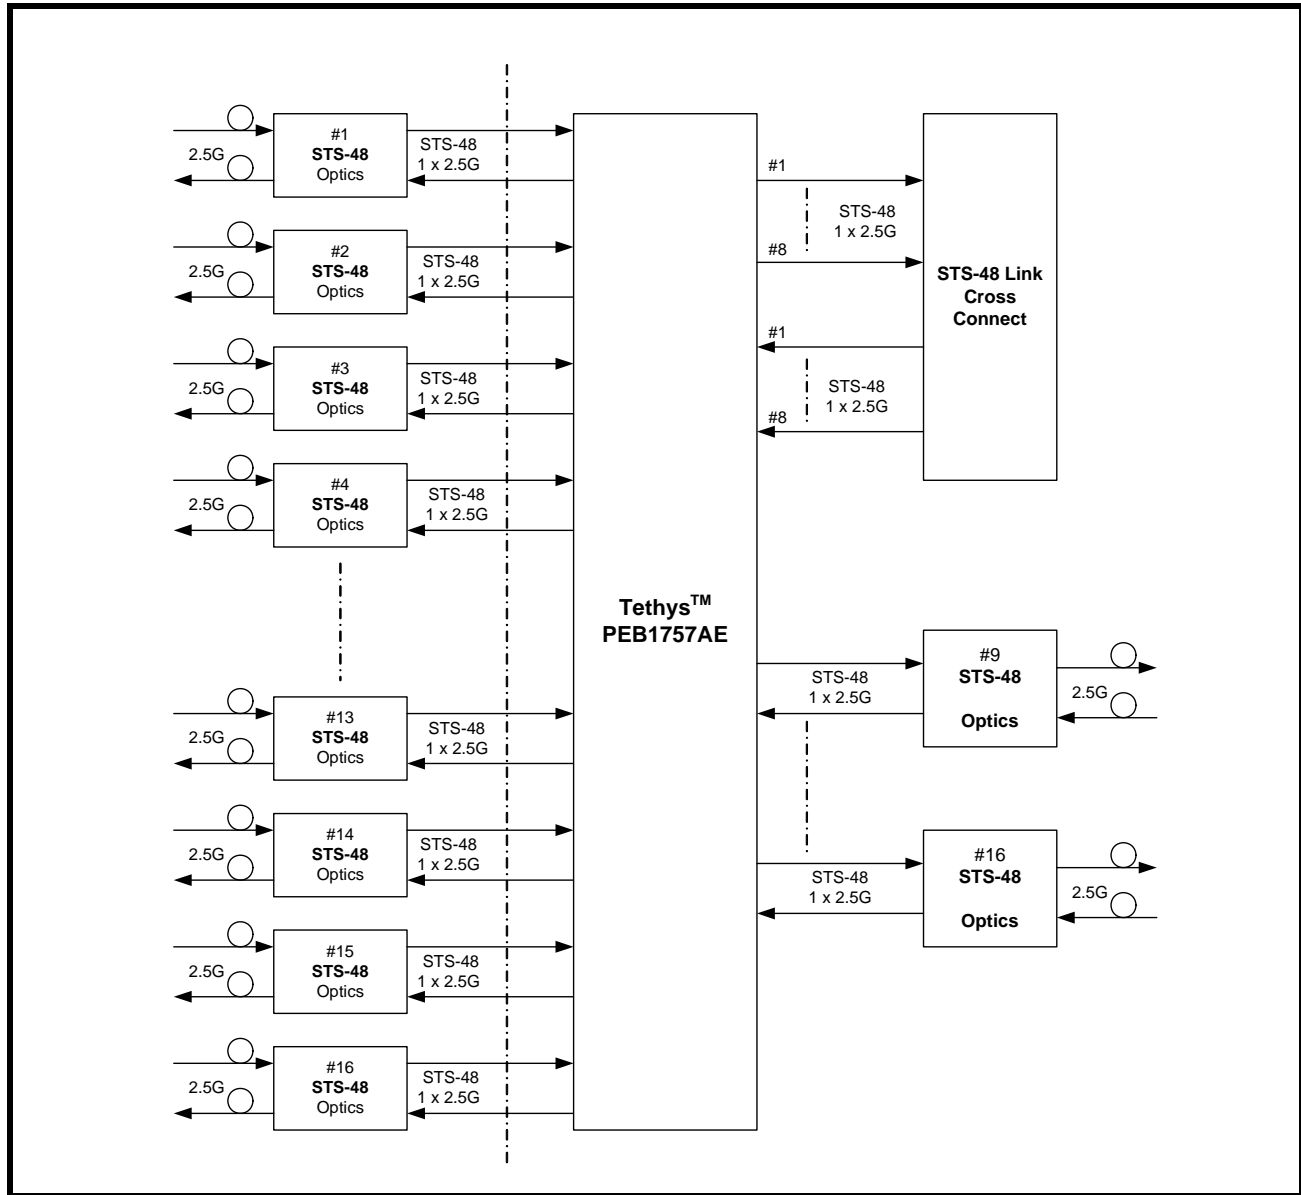 #1
STS-48
Optics
2.5G
STS-48
1 x 2.5G
#2
STS-48
Optics
2.5G
STS-48
1 x 2.5G
#3
STS-48
Optics
2.5G
STS-48
1 x 2.5G
#4
STS-48
Optics
2.5G
STS-48
1 x 2.5G
#13
STS-48
Optics
2.5G
STS-48
1 x 2.5G
#14
STS-48
Optics
2.5G
STS-48
1 x 2.5G
#15
STS-48
Optics
2.5G
STS-48
1 x 2.5G
#16
STS-48
Optics
2.5G
STS-48
1 x 2.5G
Tethys™
PEB1757AE
#1
STS-48
1 x 2.5G
#8
#1
STS-48
1 x 2.5G
#8
STS-48 Link
Cross
Connect
STS-48
1 x 2.5G
#9
STS-48
Optics
2.5G
STS-48
1 x 2.5G
#16
STS-48
Optics
2.5G